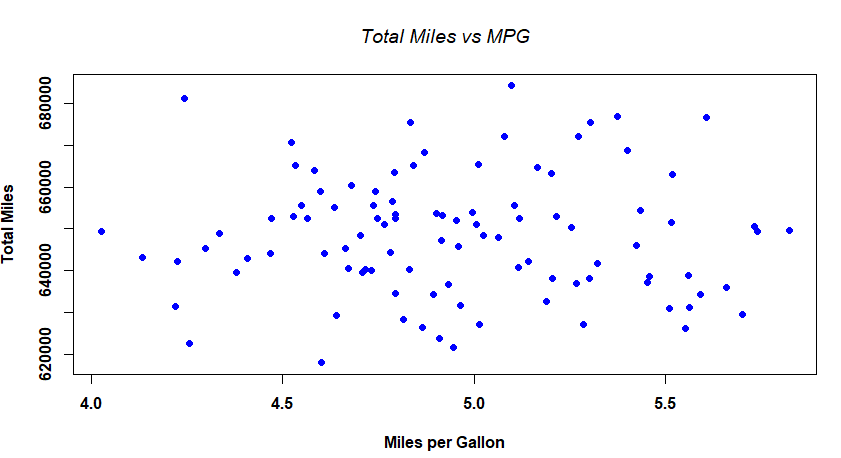 Total Miles vs MPG
Total Miles
680000
660000
640000
620000
4.0 4.5 5.0 5.5
Miles per Gallon